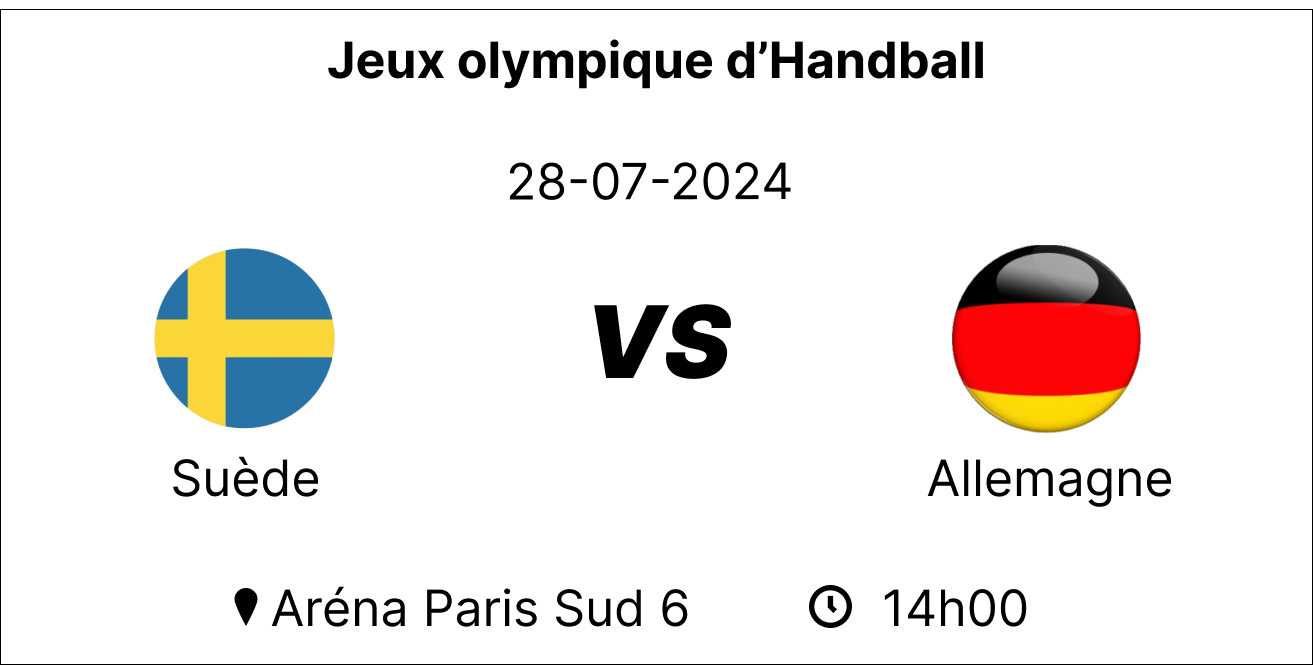 Jeux olympique d’Handball
28-07-2024
VS
Suède
Allemagne
Aréna Paris Sud 6
14h00